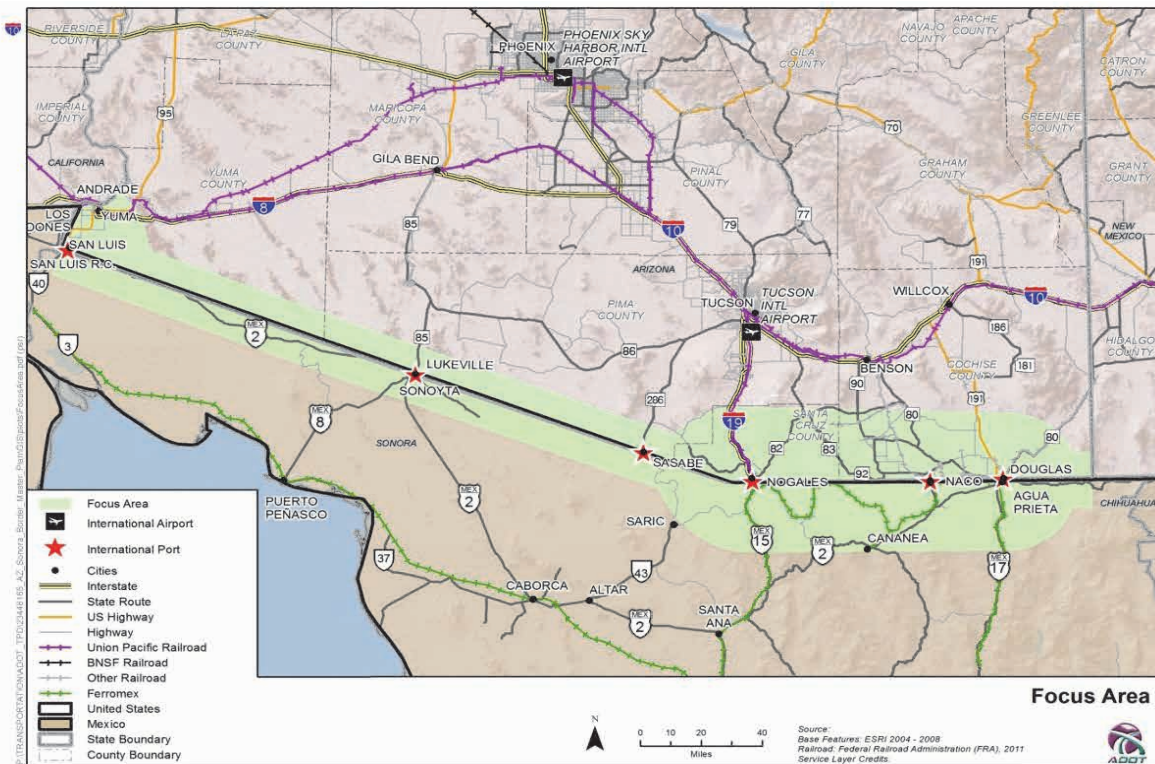 RIVERSIDE
COUNTY
LA PAZ
COUNTY
PHOENIX
PHOENIX SKY
HARBOR INTL
AIRPORT
NAVAJO
COUNTY
APACHE
COUNTY
GILA
COUNTY
CATRON
COUNTY
10
IMPERIAL
COUNTY
95
MARICOPA
COUNTY
GREENLEE
COUNTY
70
CALIFORNIA
GILA BEND
GRAHAM
COUNTY
GRANT
COUNTY
ANDRADE
YUMA
COUNTY
PINAL
COUNTY
LOS
DONES
YUMA
8
85
79
77
10
NEW
MEXICO
SAN LUIS
SAN LUIS R.C.
ARIZONA
191
40
TUCSON
TUCSON
INTL
AIRPORT
WILLCOX
10
PIMA
COUNTY
MEX
2
85
86
186
HIDALGO
COUNTY
3
LUKEVILLE
SONOYTA
BENSON
COCHISE
COUNTY
181
90
286
191
MEX
8
SONORA
19
SANTA
CRUZ
COUNTY
82
83
80
80
SASABE
92
NOGALES
NACO
DOUGLAS
AGUA
PRIETA
PUERTO
PEÑASCO
MEX
2
CHIHUAHUA
SARIC
MEX
15
MEX
2
CANANEA
37
43
MEX
17
CABORCA
ALTAR
MEX
2
SANTA
ANA
Focus Area
International Airport
International Port
Cities
Interstate
State Route
US Highway
Highway
Union Pacific Railroad
BNSF Railroad
Other Railroad
Ferromex
United States
Mexico
State Boundary
County Boundary
Focus Area
N
0 10 20 40
Miles
Source:
Base Features: ESRI 2004 - 2008
Railroad: Federal Railroad Administration (FRA), 2011
Service Layer Credits:
ADOT